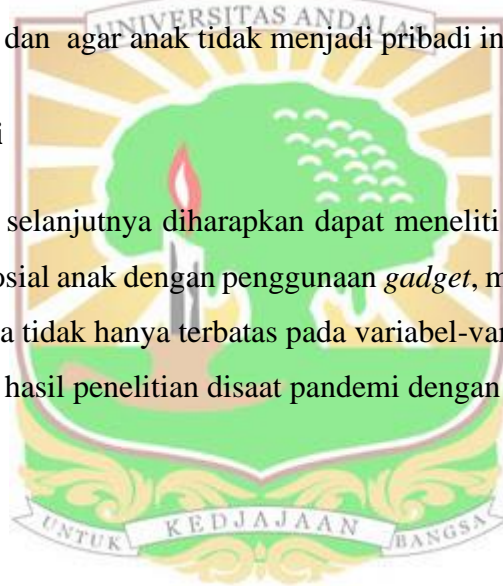 UNIVERSITAS ANDALAS
dan agar anak tidak menjadi pribadi in
i
selanjutnya diharapkan dapat meneliti
osial anak dengan penggunaan gadget, m
a tidak hanya terbatas pada variabel-var
hasil penelitian disaat pandemi dengan
UNTUK KEDJAJAAN BANGSA